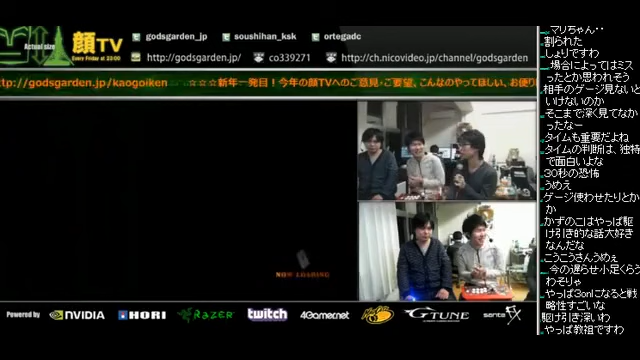 Actual size
顔TV
Every Friday at 23:00
godsgarden_jp
soushihan_ksk
ortegadc
http://godsgarden.jp/
co339271
http://ch.nicovideo.jp/channel/godsgarden
ttp://godsgarden.jp/kaogoiken ☆☆☆新年一発目！今年の顔TVへのご意見・ご要望、こんなのやってほしい、お便り
NOW LOADING
Powered by
NVIDIA
HORI
RAZER
twitch
4Gamernet
G TUNE
マリちゃん・・
割られた
しょりですわ
場合によってはミス
ったとか思われそう
相手のゲージ見ないと
いけないのか
そこまで深く見てなか
ったなー
タイムも重要だよね
タイムの判断は、独特
で面白いよな
30秒の恐怖
うめえ
ゲージ使わせたりとか
か
かずのこはやっぱ駆
け引き的な話大好き
なんだな
こうこうさんうめぇ
今の遅らせ小足くらう
わそりゃ
やっぱ3onになると戦
略性すごいな
駆け引き深いわ
やっぱ教祖ですわ